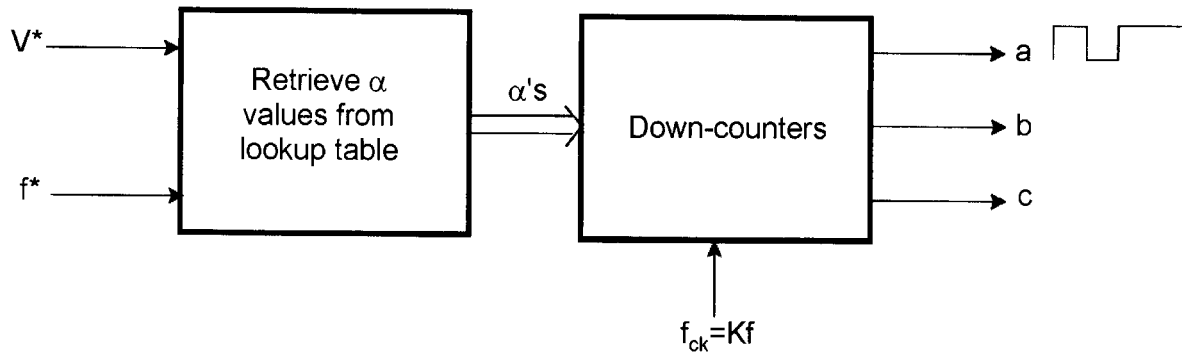 V*
f*
Retrieve α
values from
lookup table
α's
Down-counters
a
b
c
f_ck=Kf